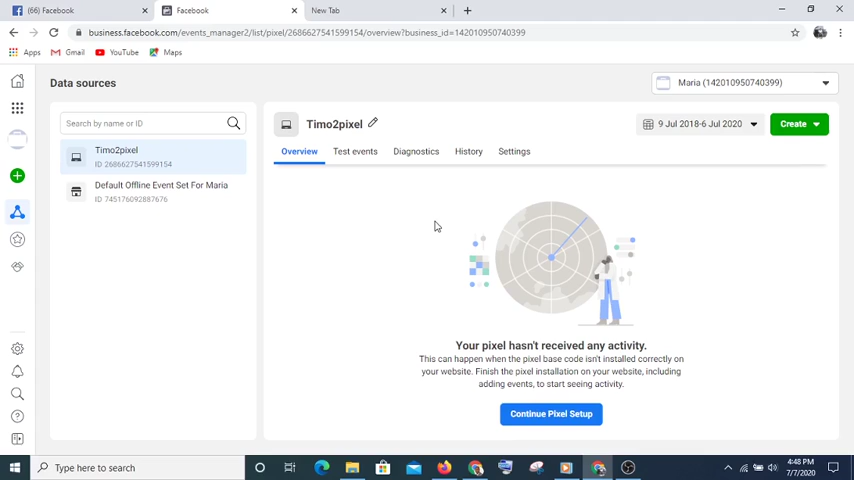 (66) Facebook
Facebook
New Tab
business.facebook.com/events_manager2/list/pixel/2686627541599154/overview?business_id=142010950740399
Apps
Gmail
YouTube
Maps
Data sources
Maria (142010950740399)
Search by name or ID
Timo2pixel
ID 2686627541599154
Default Offline Event Set For Maria
ID 745176092887676
Timo2pixel
9 Jul 2018-6 Jul 2020
Create
Overview
Test events
Diagnostics
History
Settings
Your pixel hasn't received any activity.
This can happen when the pixel base code isn't installed correctly on
your website. Finish the pixel installation on your website, including
adding events, to start seeing activity.
Continue Pixel Setup
Type here to search
4:48 PM
7/7/2020